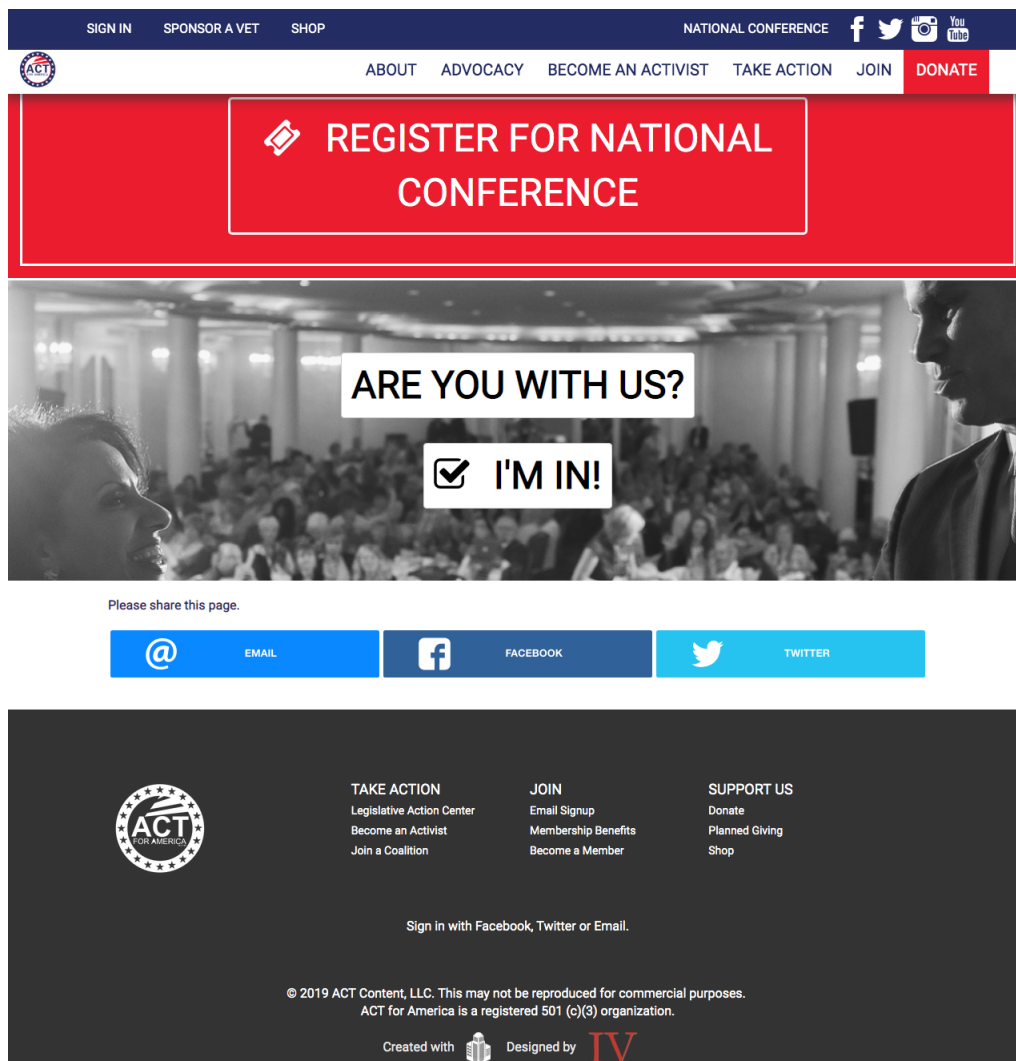 SIGN IN SPONSOR A VET SHOP NATIONAL CONFERENCE You Tube
ACT FOR AMERICA ABOUT ADVOCACY BECOME AN ACTIVIST TAKE ACTION JOIN DONATE
REGISTER FOR NATIONAL
CONFERENCE
ARE YOU WITH US?
I'M IN!
Please share this page.
@ EMAIL FACEBOOK TWITTER
ACT
FOR AMERICA
TAKE ACTION
Legislative Action Center
Become an Activist
Join a Coalition
JOIN
Email Signup
Membership Benefits
Become a Member
SUPPORT US
Donate
Planned Giving
Shop
Sign in with Facebook, Twitter or Email.
© 2019 ACT Content, LLC. This may not be reproduced for commercial purposes.
ACT for America is a registered 501 (c)(3) organization.
Created with Designed by IV